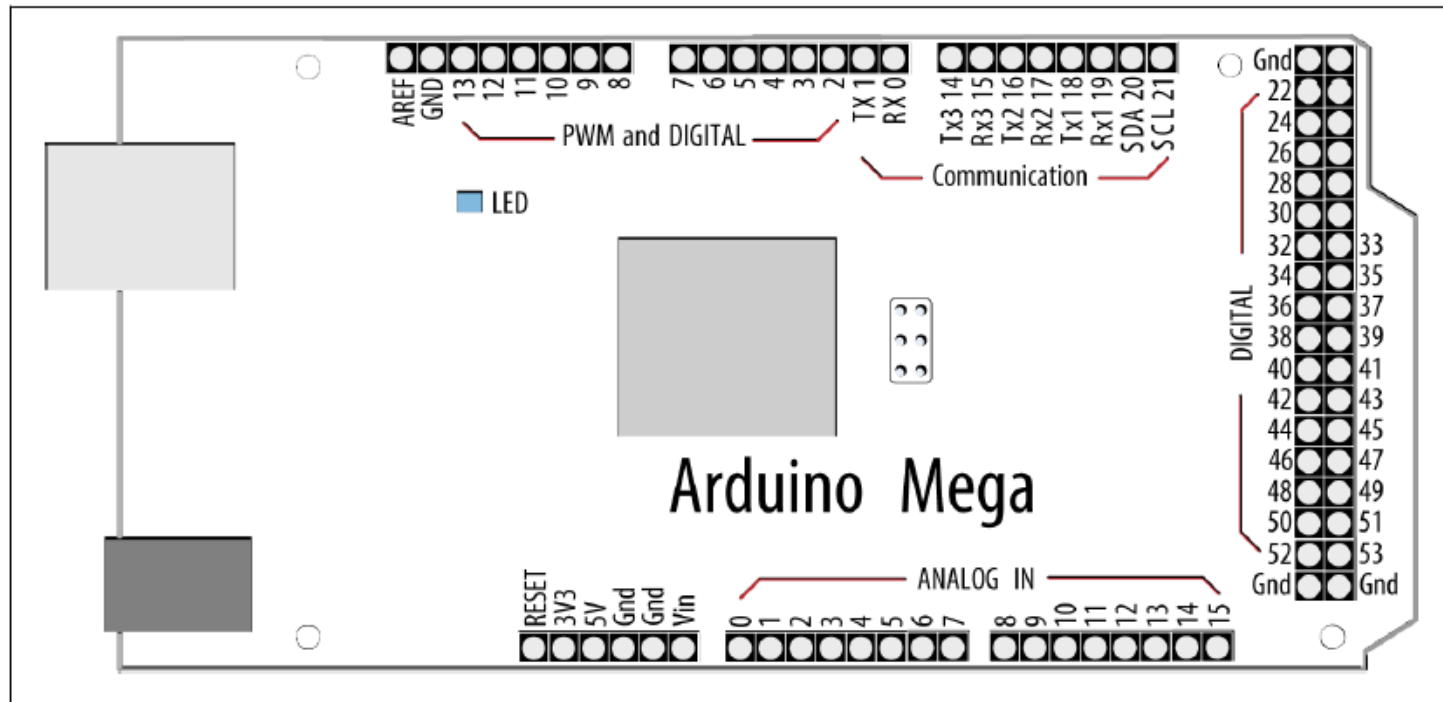 AREF GND 13 12 11 10 9 8 7 6 5 4 3 2 TX 1 RX 0 Tx3 14 Rx3 15 Tx2 16 Rx2 17 Tx1 18 Rx1 19 SDA 20 SCL 21
PWM and DIGITAL
Communication
LED
Gnd
22
24
26
28
30
32 33
34 35
36 37
38 39
40 41
42 43
44 45
46 47
48 49
50 51
52 53
Gnd Gnd
DIGITAL
Arduino Mega
ANALOG IN
RESET 3V3 5V Gnd Gnd Vin 0 1 2 3 4 5 6 7 8 9 10 11 12 13 14 15